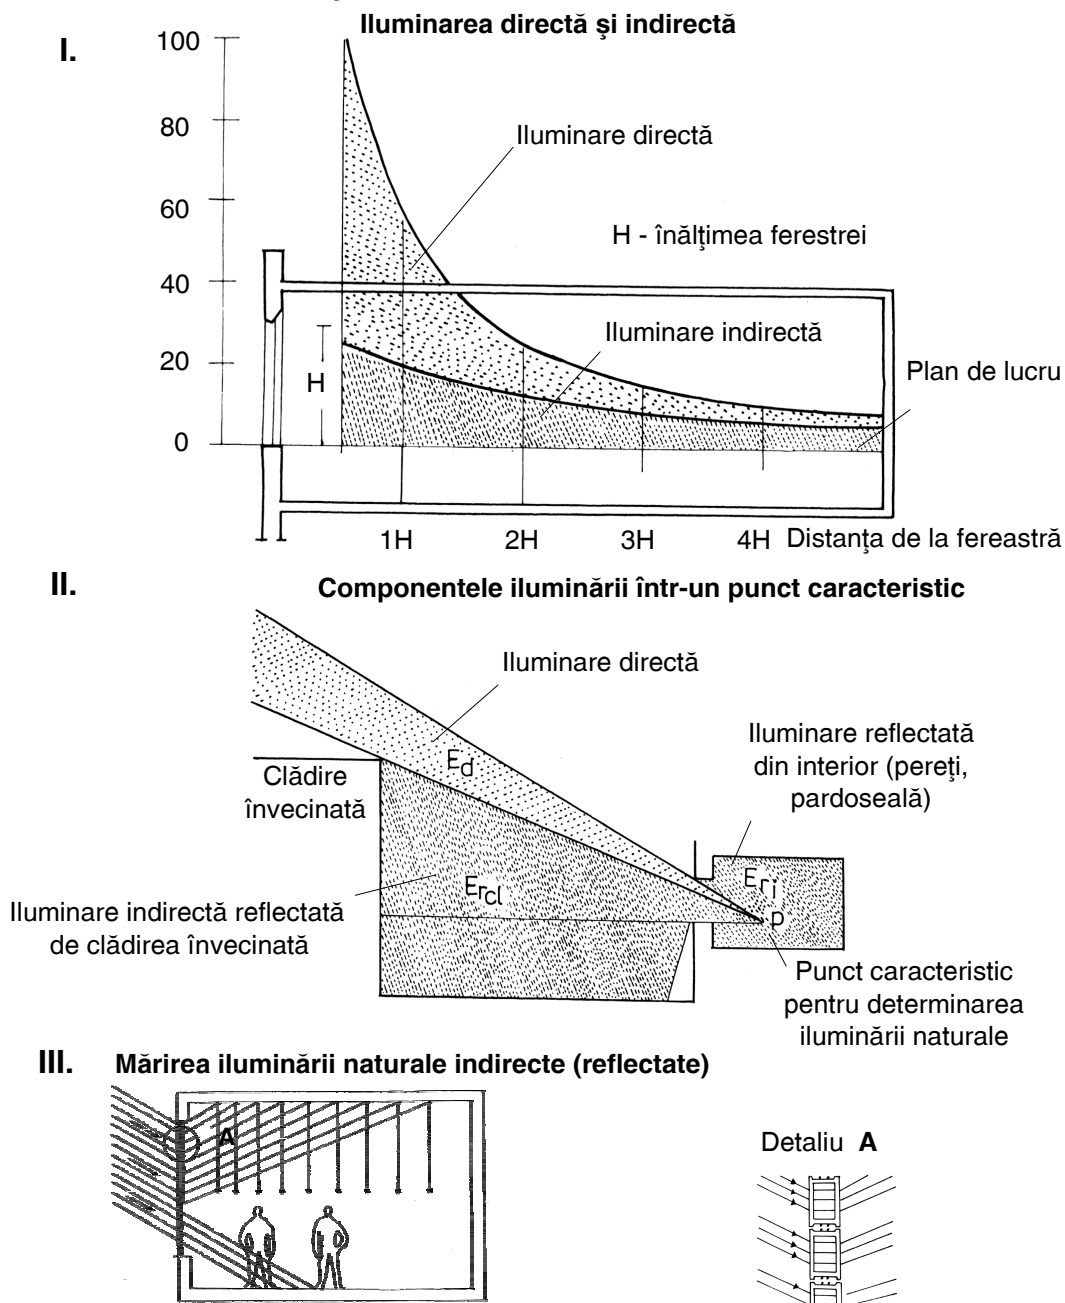 Iluminarea directă şi indirectă
I.
100
80
60
40
20
0
Iluminare directă
H - înălţimea ferestrei
Iluminare indirectă
H
Plan de lucru
1H 2H 3H 4H Distanţa de la fereastră
II.
Componentele iluminării într-un punct caracteristic
Iluminare directă
Iluminare reflectată
din interior (pereţi,
pardoseală)
Ed
Clădire
învecinată
Ercl
Eri
p
Iluminare indirectă reflectată
de clădirea învecinată
Punct caracteristic
pentru determinarea
iluminării naturale
III. Mărirea iluminării naturale indirecte (reflectate)
A
Detaliu A